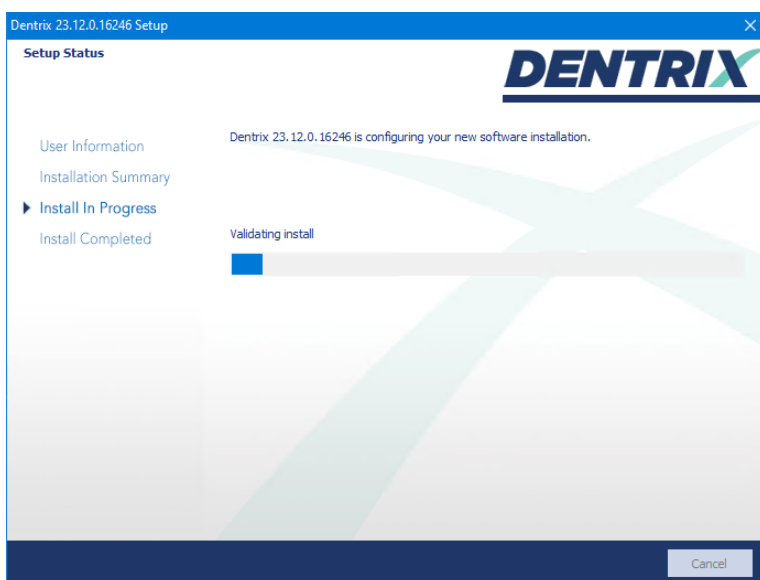 Dentrix 23.12.0.16246 Setup
Setup Status
DENTRIX
User Information
Installation Summary
Install In Progress
Install Completed
Dentrix 23.12.0.16246 is configuring your new software installation.
Validating install
Cancel